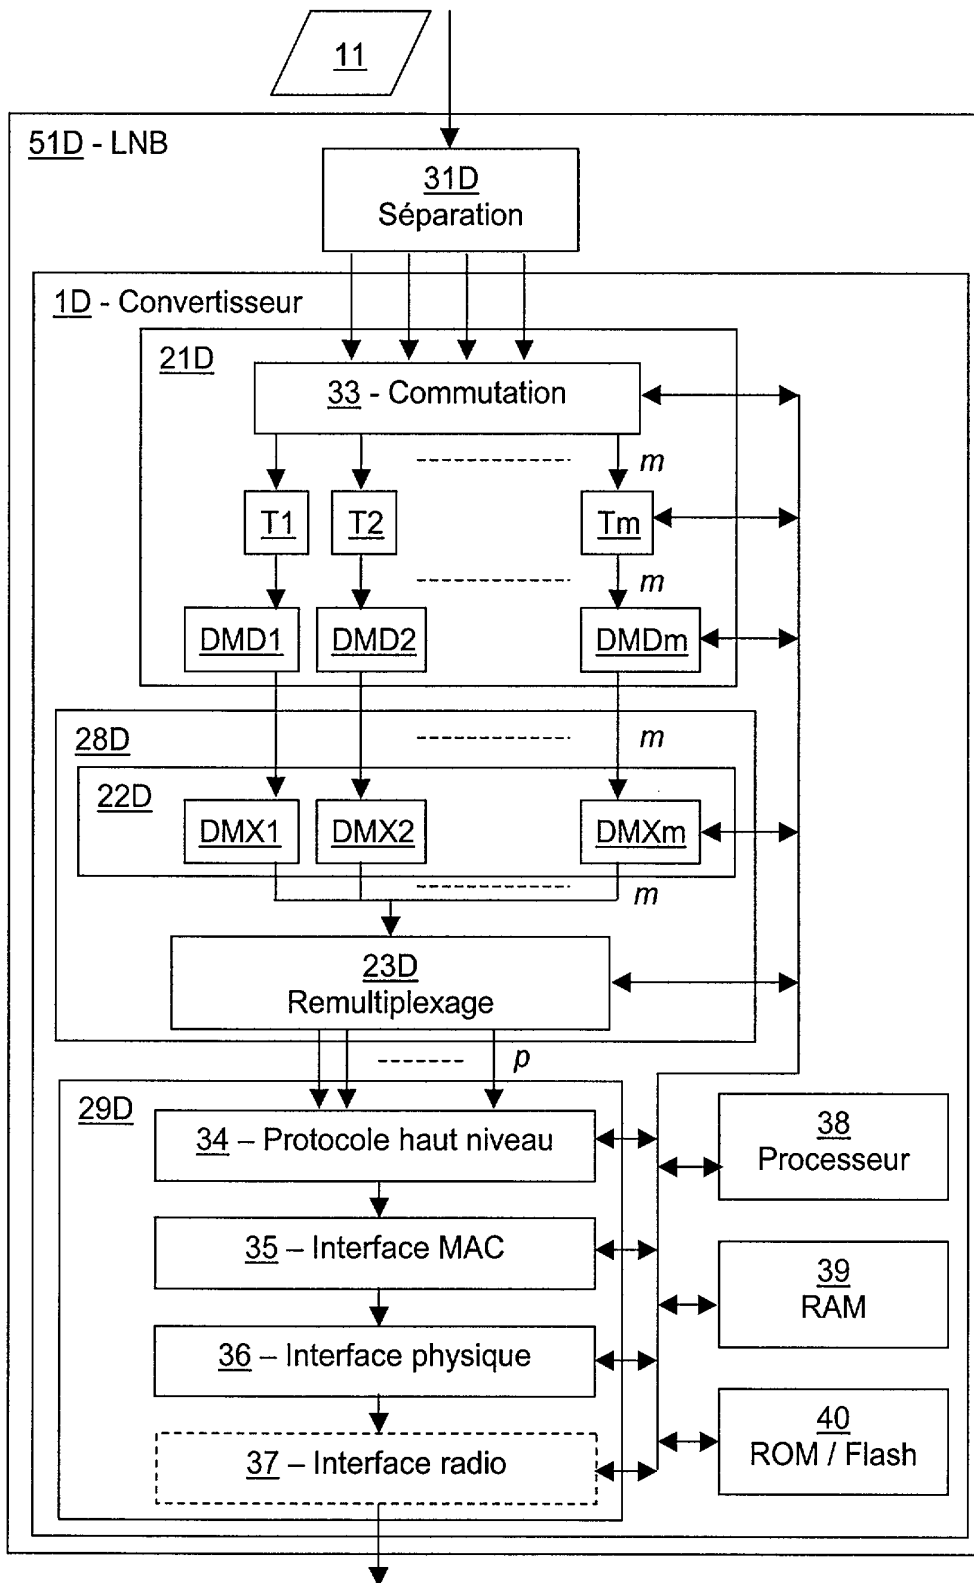 11
51D - LNB
31D
Séparation
1D - Convertisseur
21D
33 - Commutation
m
T1 T2 Tm
m
DMD1 DMD2 DMDm
28D
m
22D
DMX1 DMX2 DMXm
m
23D
Remultiplexage
p
29D
34 – Protocole haut niveau
38
Processeur
35 – Interface MAC
39
RAM
36 – Interface physique
40
ROM / Flash
37 – Interface radio